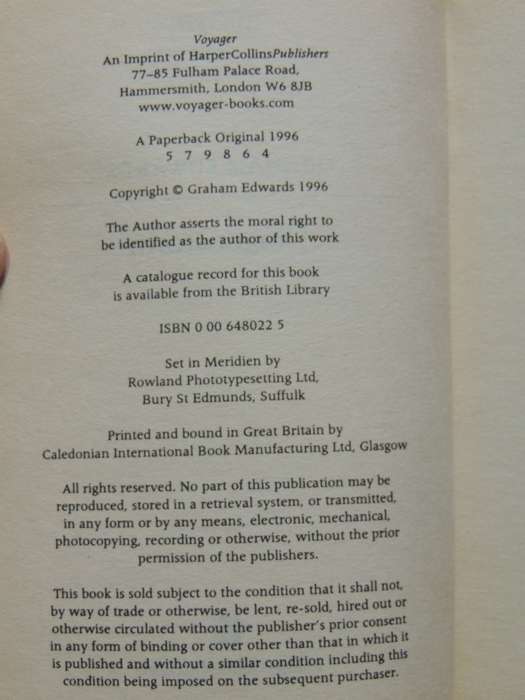 Voyager
An Imprint of HarperCollinsPublishers
77–85 Fulham Palace Road,
Hammersmith, London W6 8JB
www.voyager-books.com
A Paperback Original 1996
5 7 9 8 6 4
Copyright © Graham Edwards 1996
The Author asserts the moral right to
be identified as the author of this work
A catalogue record for this book
is available from the British Library
ISBN 0 00 648022 5
Set in Meridien by
Rowland Phototypesetting Ltd,
Bury St Edmunds, Suffulk
Printed and bound in Great Britain by
Caledonian International Book Manufacturing Ltd, Glasgow
All rights reserved. No part of this publication may be
reproduced, stored in a retrieval system, or transmitted,
in any form or by any means, electronic, mechanical,
photocopying, recording or otherwise, without the prior
permission of the publishers.
This book is sold subject to the condition that it shall not,
by way of trade or otherwise, be lent, re-sold, hired out or
otherwise circulated without the publisher's prior consent
in any form of binding or cover other than that in which it
is published and without a similar condition including this
condition being imposed on the subsequent purchaser.